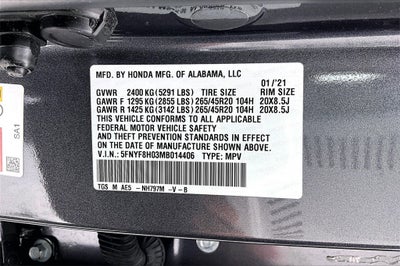 MFD. BY HONDA MFG. OF ALABAMA, LLC 01/'21
GVWR 2400 KG (5291 LBS) TIRE SIZE RIM SIZE
GAWR F 1295 KG (2855 LBS) 265/45R20 104H 20X8.5J
GAWR R 1425 KG (3142 LBS) 265/45R20 104H 20X8.5J
THIS VEHICLE CONFORMS TO ALL APPLICABLE
FEDERAL MOTOR VEHICLE SAFETY, BUMPER,
AND THEFT PREVENTION STANDARDS IN EFFECT
ON THE DATE OF MANUFACTURE SHOWN ABOVE.
V.I.N.: 5FNYF8H03MB014406 TYPE: MPV
TGS M AE5 -NH797M -V -B
SA1